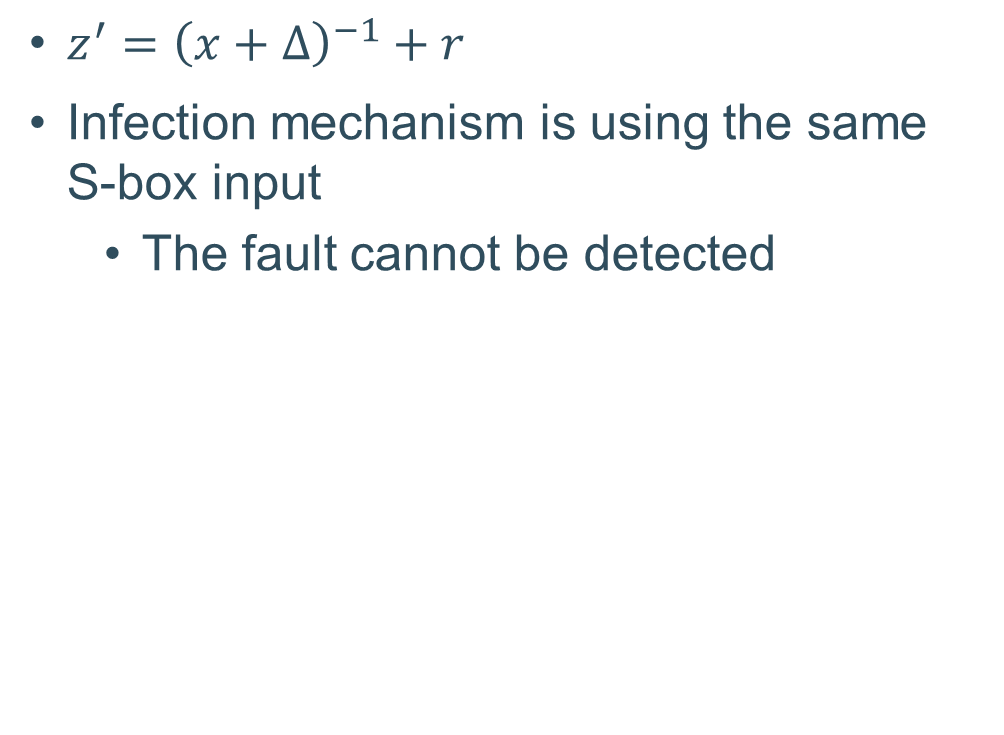 • z′ = (x + Δ)⁻¹ + r
• Infection mechanism is using the same
S-box input
• The fault cannot be detected